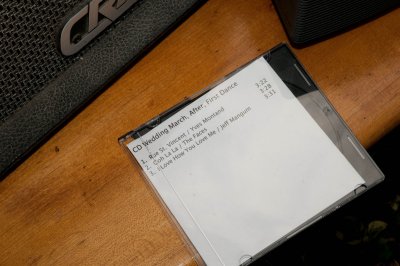 CR
CD Wedding March, After, First Dance
1. Rue St. Vincent / Yves Montand 3:22
2. Ooh La La / The Faces 3:28
3. I Love How You Love Me / Jeff Mangum 3:31